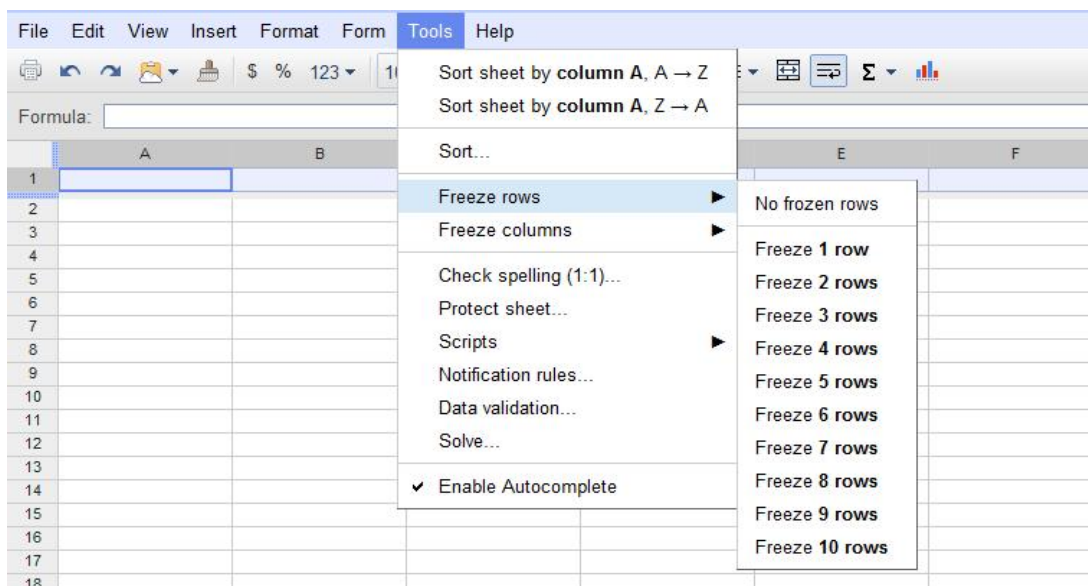 File Edit View Insert Format Form Tools Help
$ % 123
Sort sheet by column A, A → Z
Sort sheet by column A, Z → A
Formula:
Sort...
A B E F
Freeze rows
Freeze columns
Check spelling (1:1)...
Protect sheet...
Scripts
Notification rules...
Data validation...
Solve...
✔ Enable Autocomplete
No frozen rows
Freeze 1 row
Freeze 2 rows
Freeze 3 rows
Freeze 4 rows
Freeze 5 rows
Freeze 6 rows
Freeze 7 rows
Freeze 8 rows
Freeze 9 rows
Freeze 10 rows
1
2
3
4
5
6
7
8
9
10
11
12
13
14
15
16
17
18